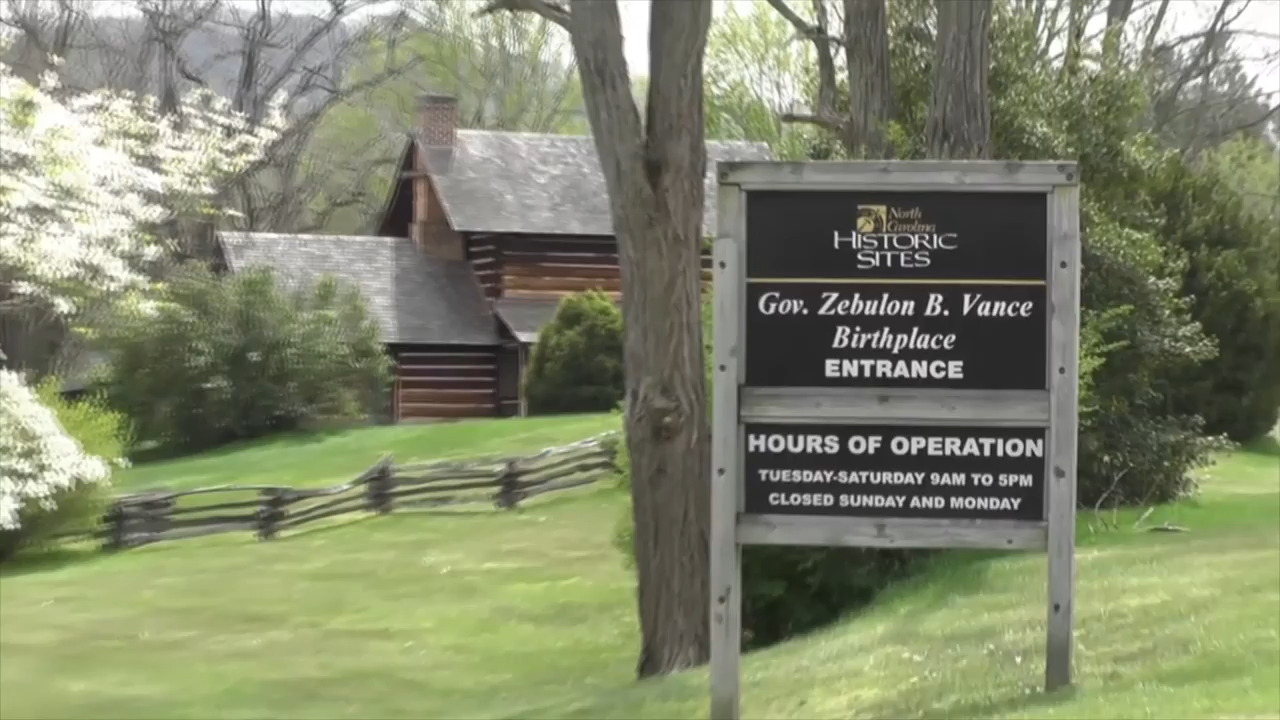 North
Carolina
HISTORIC
SITES
Gov. Zebulon B. Vance
Birthplace
ENTRANCE
HOURS OF OPERATION
TUESDAY-SATURDAY 9AM TO 5PM
CLOSED SUNDAY AND MONDAY